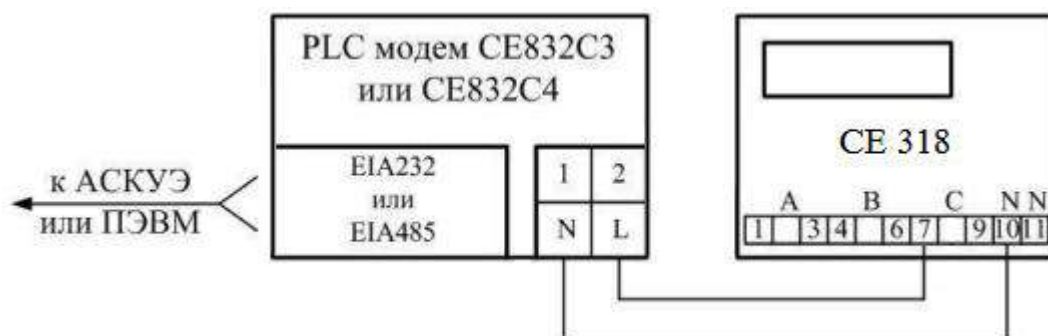 PLC модем CE832C3
или CE832C4
EIA232
или
EIA485
1 2
N L
к АСКУЭ
или ПЭВМ
CE 318
A B C N N
1 3 4 6 7 9 10 11